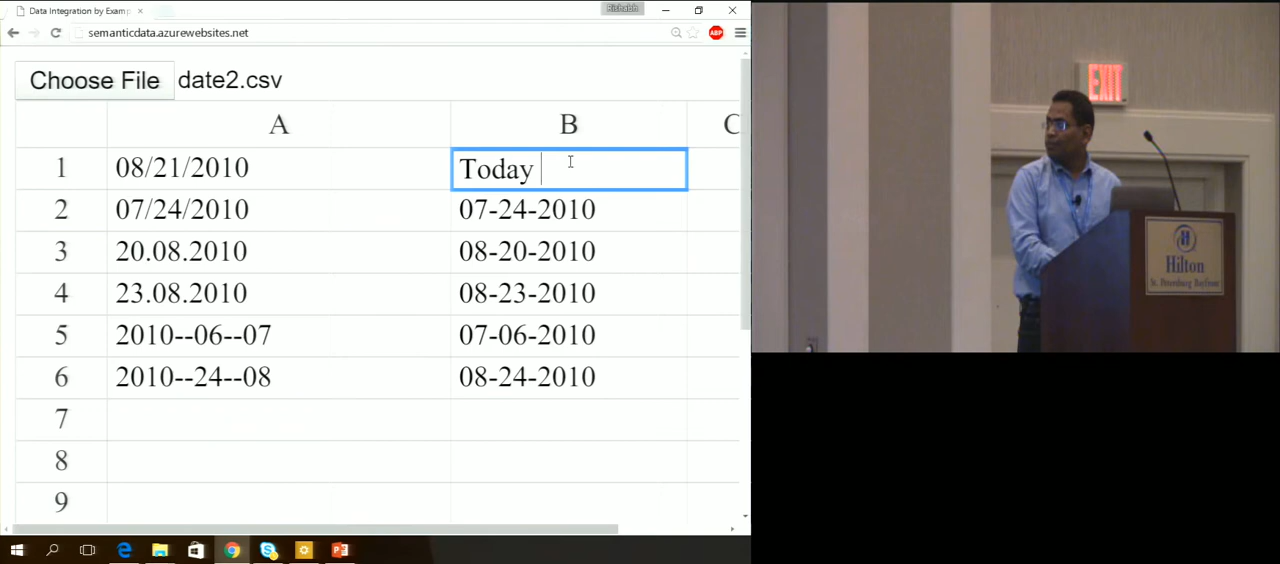 Data Integration by Examp
Rishabh
semanticdata.azurewebsites.net
ABP
Choose File date2.csv
A B C
1 08/21/2010 Today
2 07/24/2010 07-24-2010
3 20.08.2010 08-20-2010
4 23.08.2010 08-23-2010
5 2010--06--07 07-06-2010
6 2010--24--08 08-24-2010
7
8
9
EXIT
Hilton
St. Petersburg Bayfront